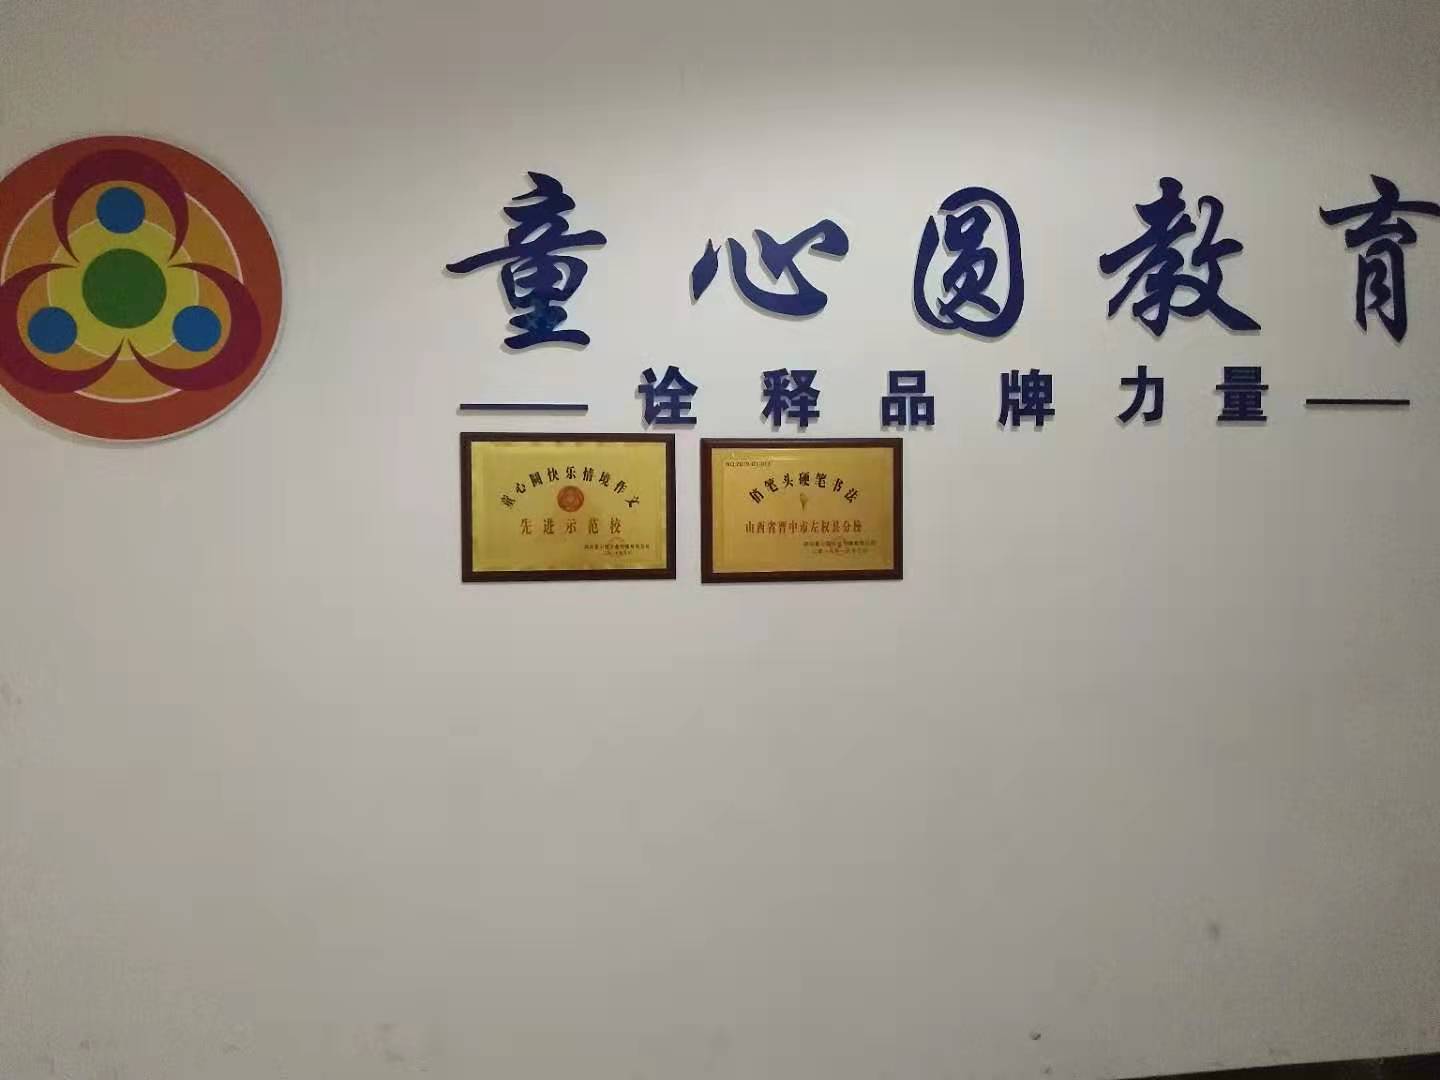 童心圆教育
诠释品牌力量
童心圆快乐情境作文
先进示范校
俏笔头硬笔书法
山西省晋中市左权县分校